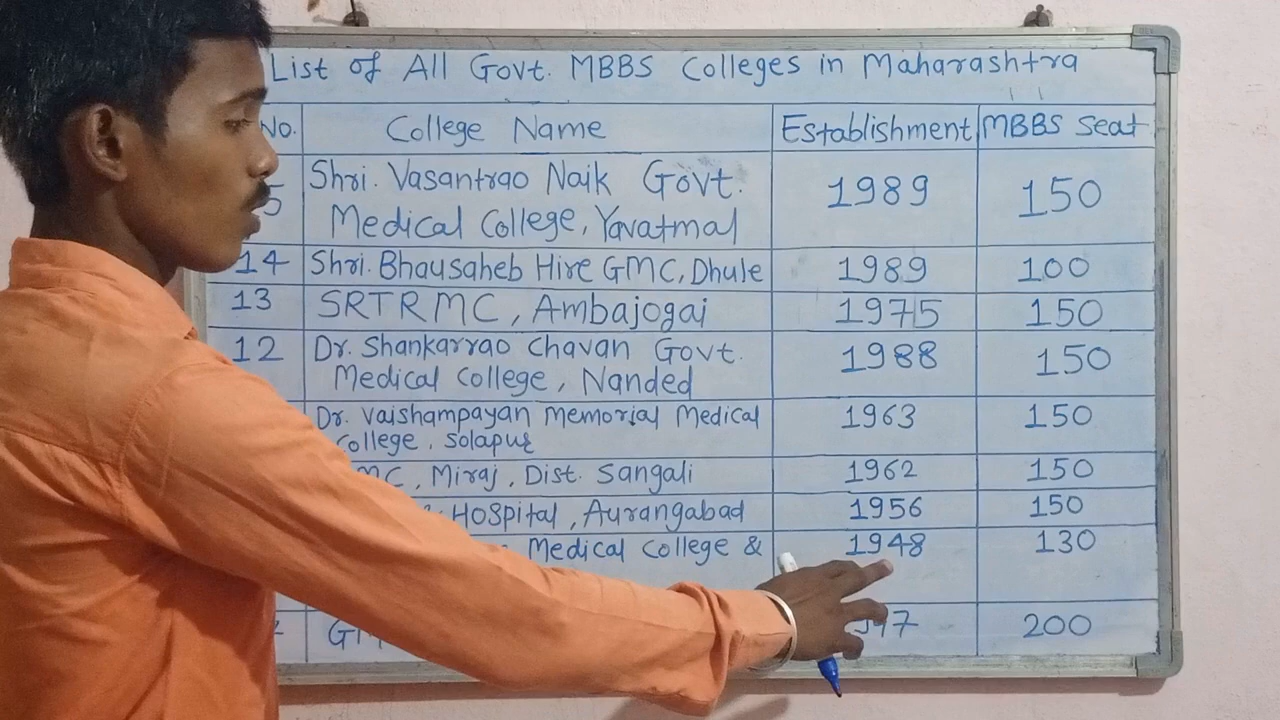 List of All Govt. MBBS Colleges in Maharashtra
No. College Name Establishment MBBS Seat
Shri. Vasantrao Naik Govt.
Medical College, Yavatmal 1989 150
14 Shri. Bhausaheb Hire GMC, Dhule 1989 100
13 SRTRMC, Ambajogai 1975 150
12 Dr. Shankarrao Chavan Govt.
Medical College, Nanded 1988 150
Dr. Vaishampayan Memorial Medical 1963 150
College, Solapur
MC, Miraj, Dist. Sangali 1962 150
Hospital, Aurangabad 1956 150
Medical College & 1948 130
200